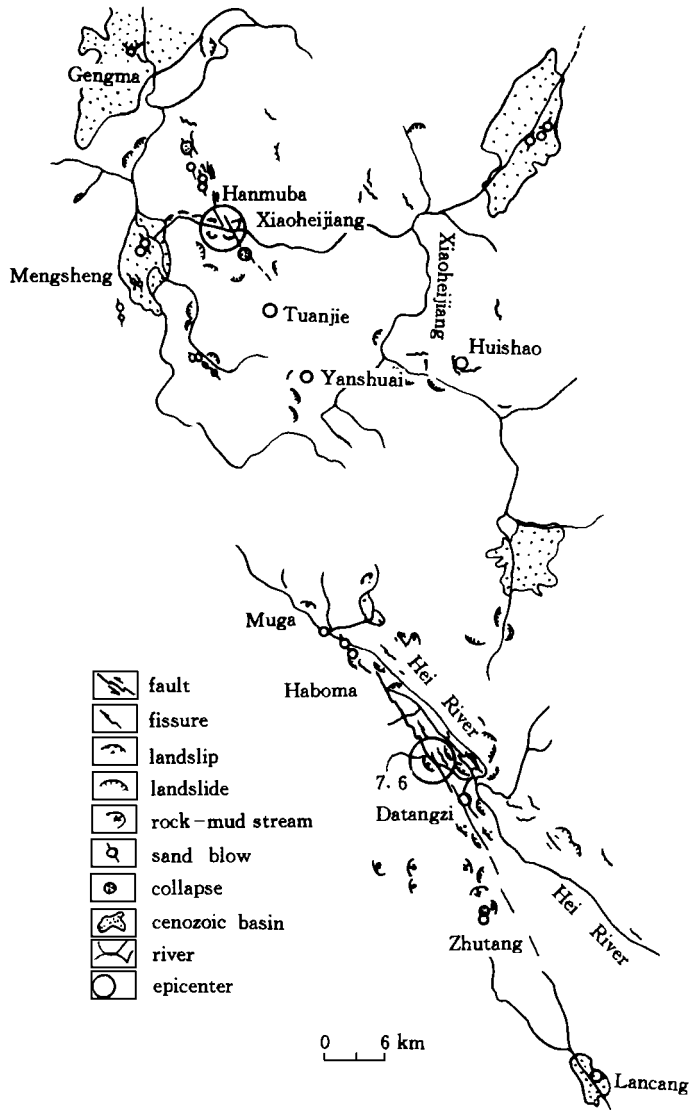 Gengma
Hanmuba
Xiaoheijiang
Xiaoheijiang
Mengsheng
Tuanjie
Huishao
Yanshuai
Muga
Haboma
Hei River
7.6
Datangzi
Hei River
Zhutang
Lancang
fault
fissure
landslip
landslide
rock-mud stream
sand blow
collapse
cenozoic basin
river
epicenter
0 6 km